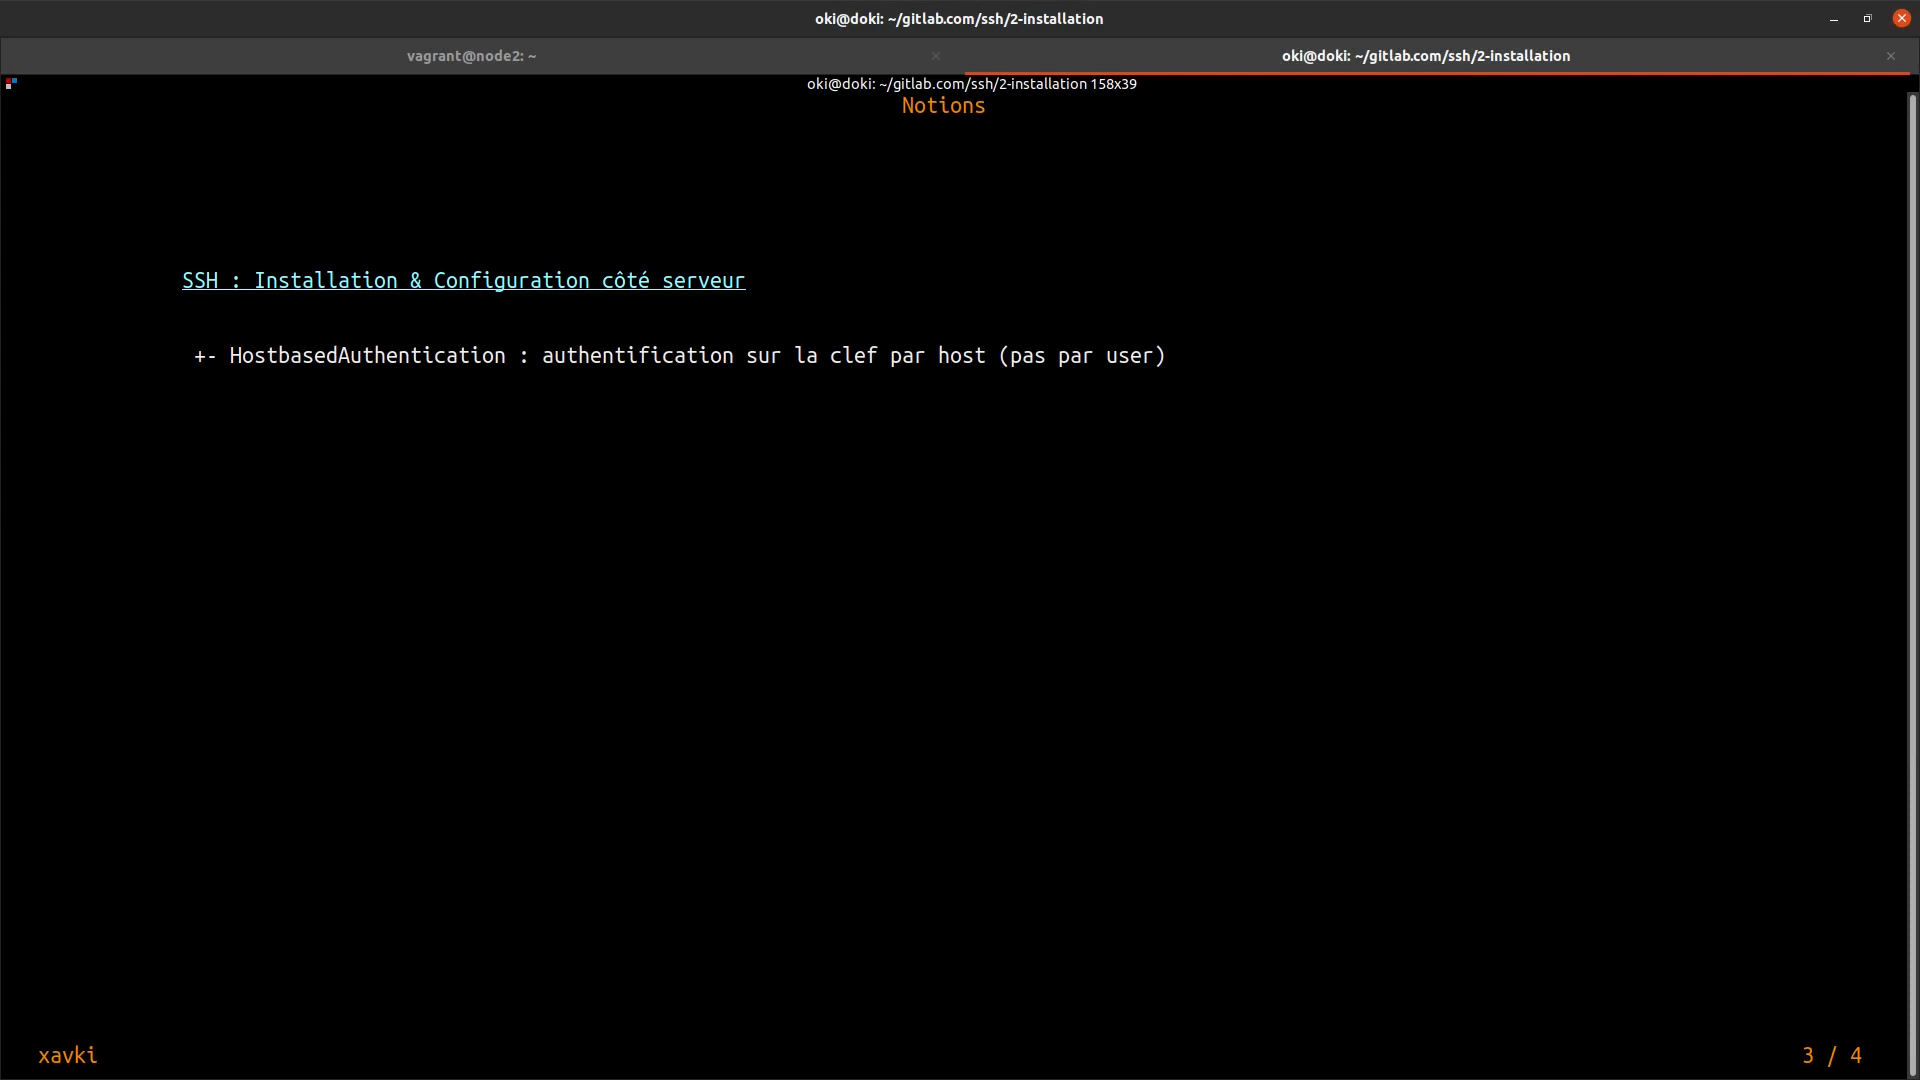 oki@doki: ~/gitlab.com/ssh/2-installation
vagrant@node2: ~
oki@doki: ~/gitlab.com/ssh/2-installation
oki@doki: ~/gitlab.com/ssh/2-installation 158x39
Notions
SSH : Installation & Configuration côté serveur
+- HostbasedAuthentication : authentification sur la clef par host (pas par user)
xavki
3 / 4